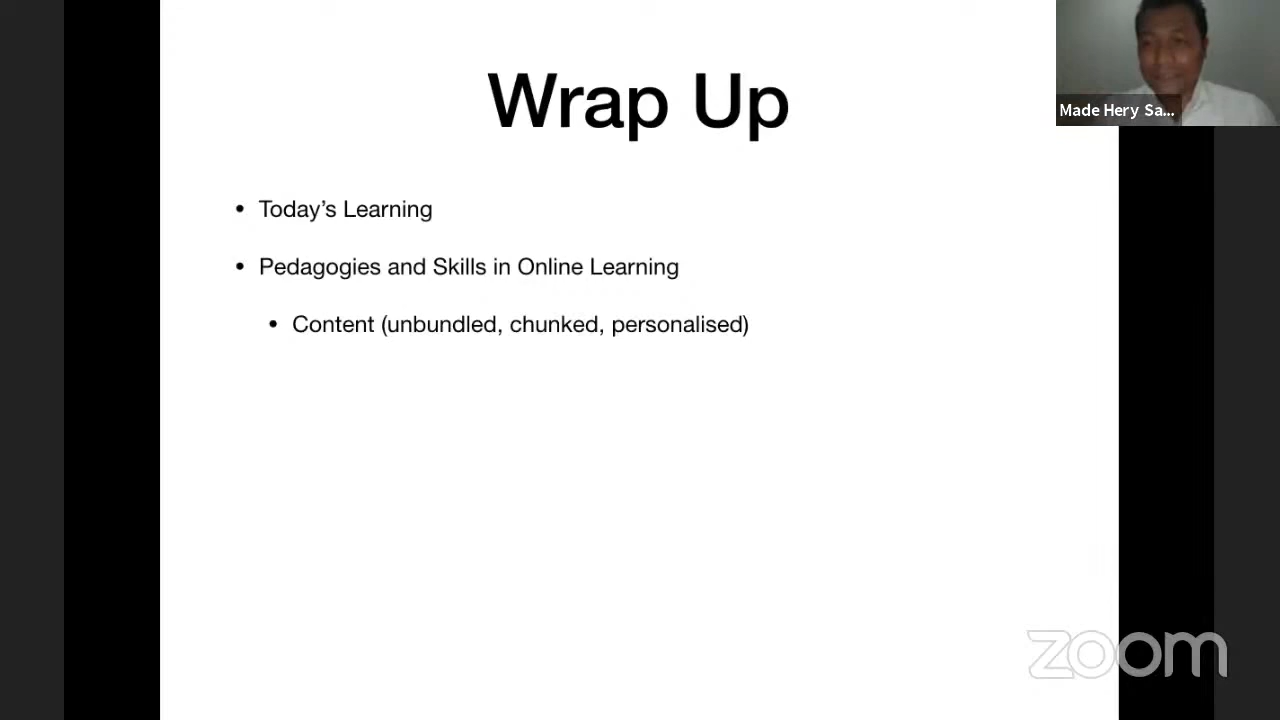 Wrap Up
Made Hery Sa...
• Today’s Learning
• Pedagogies and Skills in Online Learning
• Content (unbundled, chunked, personalised)
zoom